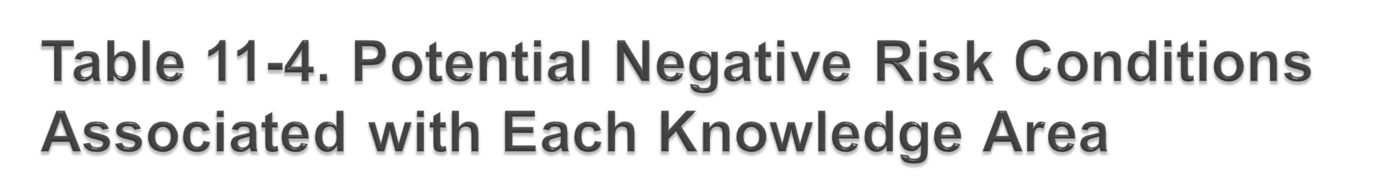 Table 11-4. Potential Negative Risk Conditions
Associated with Each Knowledge Area